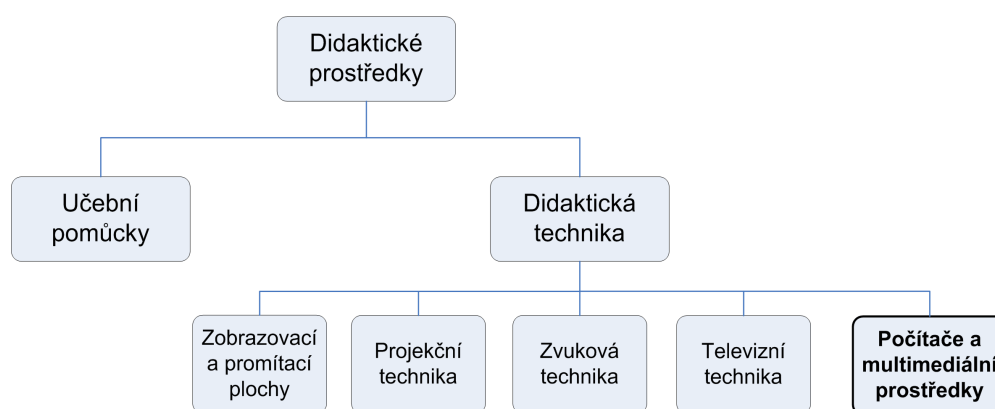 Didaktické
prostředky
Učební
pomůcky
Didaktická
technika
Zobrazovací
a promítací
plochy
Projekční
technika
Zvuková
technika
Televizní
technika
Počítače a
multimediální
prostředky